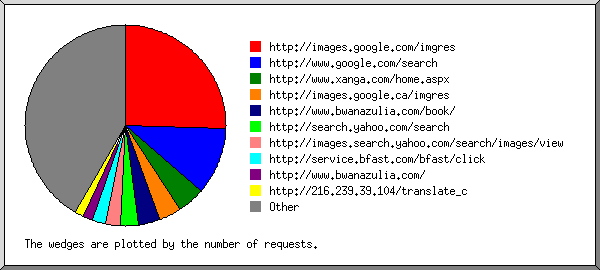 http://images.google.com/imgres
http://www.google.com/search
http://www.xanga.com/home.aspx
http://images.google.ca/imgres
http://www.bwanazulia.com/book/
http://search.yahoo.com/search
http://images.search.yahoo.com/search/images/view
http://service.bfast.com/bfast/click
http://www.bwanazulia.com/
http://216.239.39.104/translate_c
Other
The wedges are plotted by the number of requests.